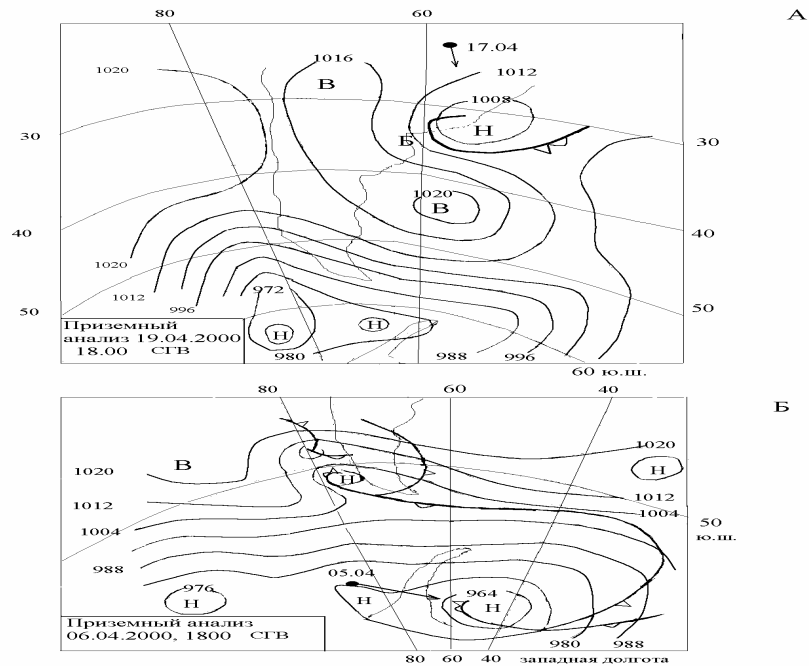 А
80 60
17.04
1020 1016 1012
В
1008
Н
30 Б 30
1020
В
40 40
1020
1012
972
996
50 50
Н Н
Приземный
анализ 19.04.2000
18.00 СГВ
980 988 996
60 ю.ш.
80 60 40
Б
1020
В
1020
Н
Н
1012 1012
1004 1004
50
ю.ш.
988
05.04
976 964
Н Н Н
Приземный анализ
06.04.2000, 1800 СГВ
980 988
80 60 40 западная долгота